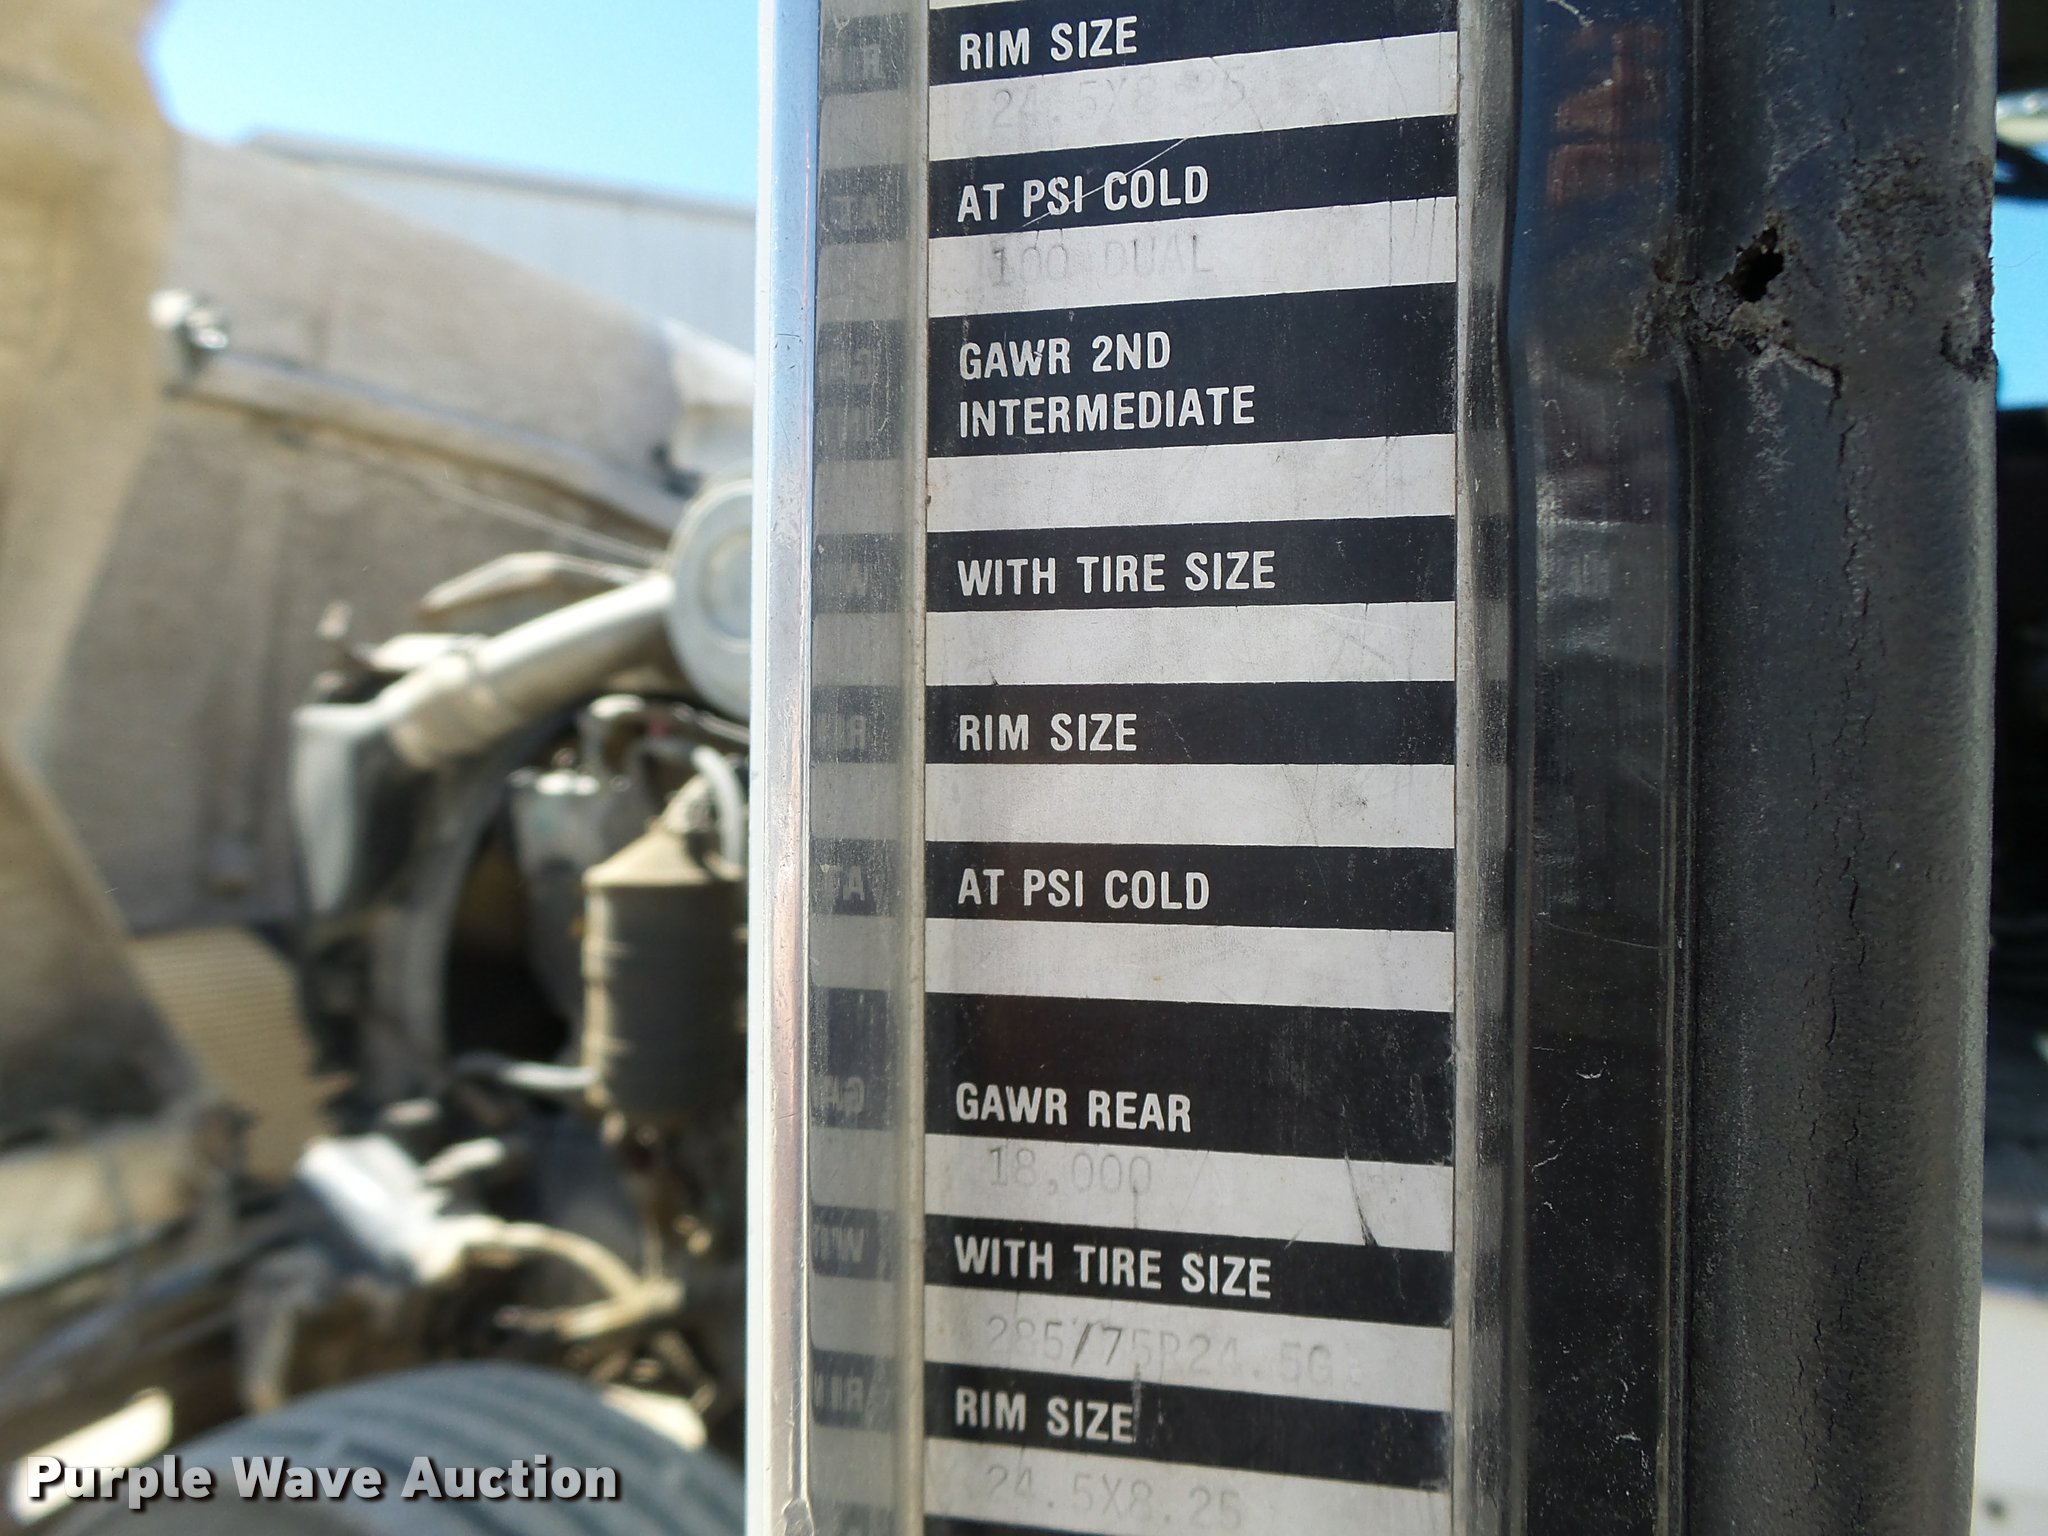 RIM SIZE
24.5X8.25
AT PSI COLD
100 DUAL
GAWR 2ND
INTERMEDIATE
WITH TIRE SIZE
RIM SIZE
AT PSI COLD
GAWR REAR
18,000
WITH TIRE SIZE
285/75R24.5G
RIM SIZE
24.5X8.25
Purple Wave Auction